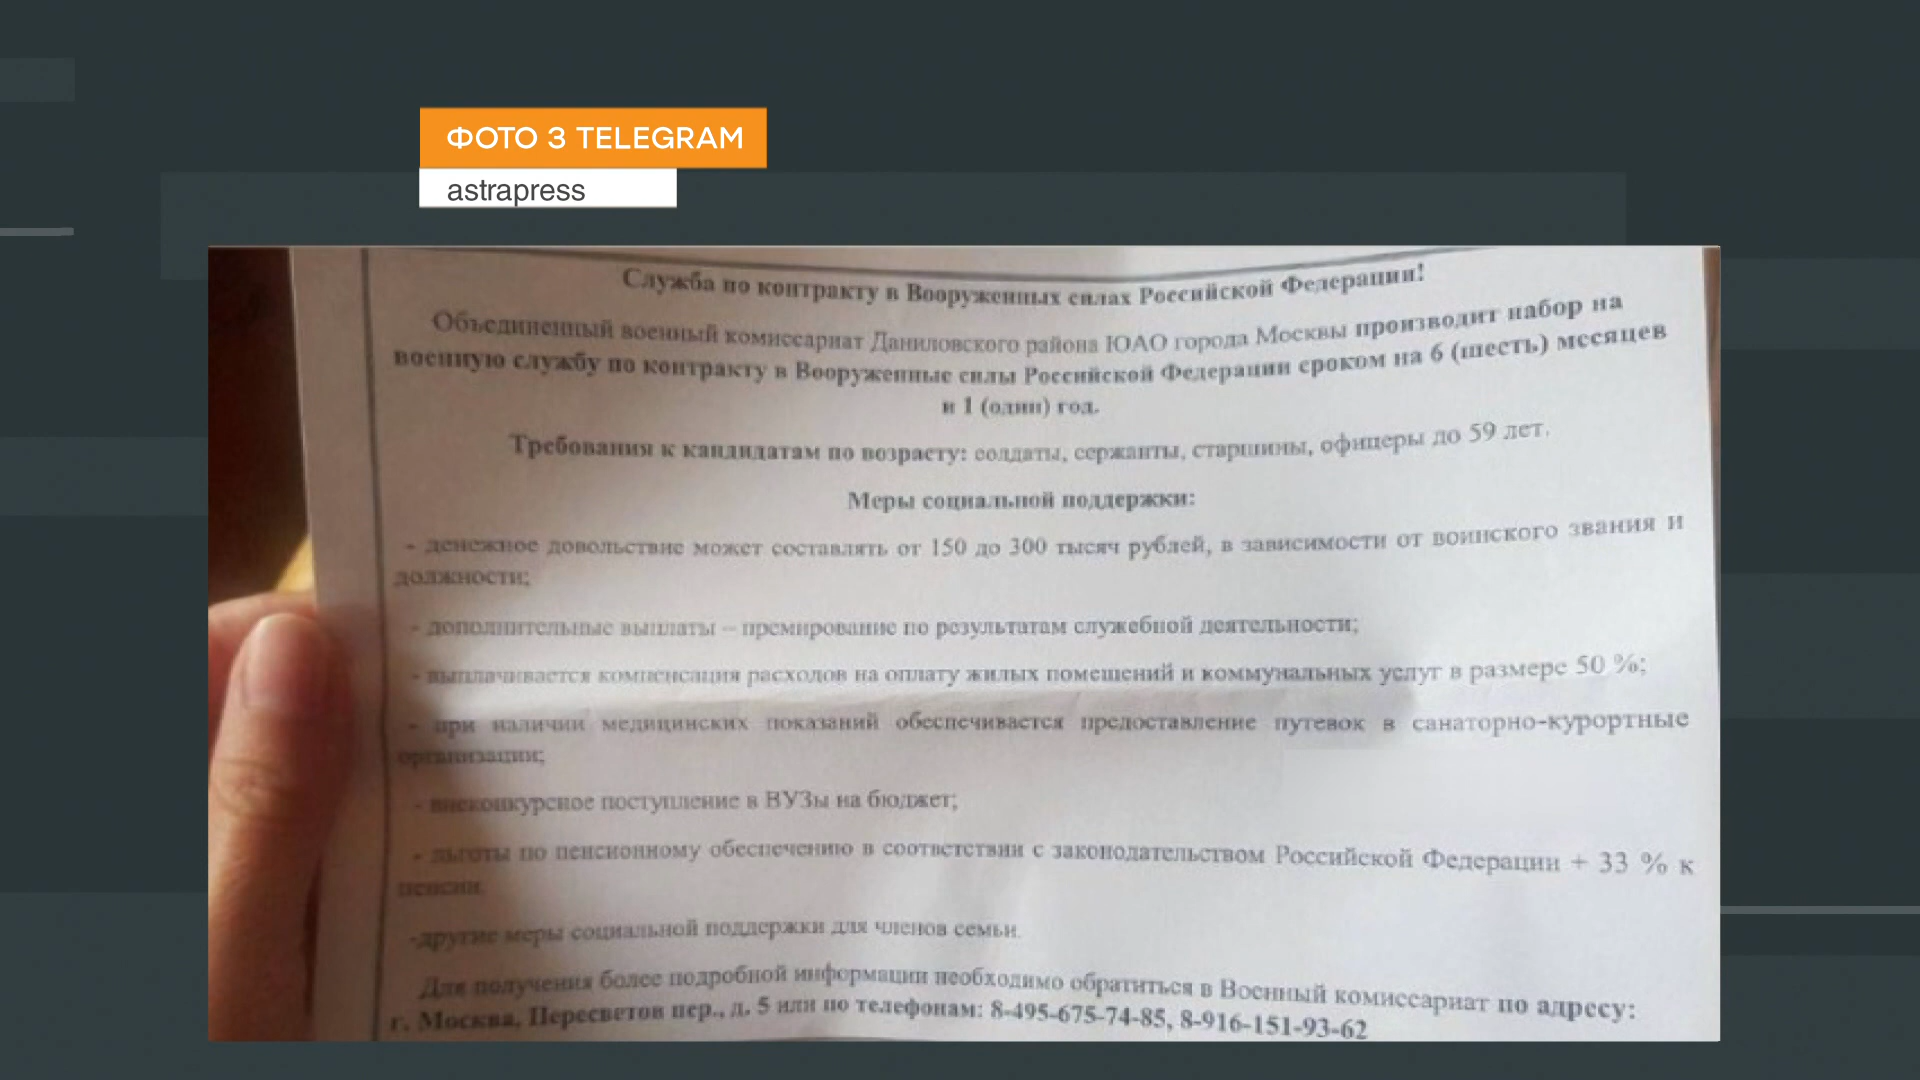 ФОТО З TELEGRAM
astrapress
Служба по контракту в Вооруженных силах Российской Федерации!
Объединенный военный комиссариат Даниловского района ЮАО города Москвы производит набор на
военную службу по контракту в Вооруженные силы Российской Федерации сроком на 6 (шесть) месяцев
и 1 (один) год.
Требования к кандидатам по возрасту: солдаты, сержанты, старшины, офицеры до 59 лет.
Меры социальной поддержки:
- денежное довольствие может составлять от 150 до 300 тысяч рублей, в зависимости от воинского звания и
должности;
- дополнительные выплаты – премирование по результатам служебной деятельности;
- выплачивается компенсация расходов на оплату жилых помещений и коммунальных услуг в размере 50 %;
- при наличии медицинских показаний обеспечивается предоставление путевок в санаторно-курортные
организации;
- внеконкурсное поступление в ВУЗы на бюджет;
- льготы по пенсионному обеспечению в соответствии с законодательством Российской Федерации + 33 % к
пенсии.
-другие меры социальной поддержки для членов семьи.
Для получения более подробной информации необходимо обратиться в Военный комиссариат по адресу:
г. Москва, Пересветов пер., д. 5 или по телефонам: 8-495-675-74-85, 8-916-151-93-62